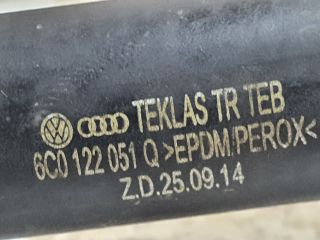 TEKLAS TR TEB
6C0 122 051 Q >EPDM/PEROX<
Z.D.25.09.14